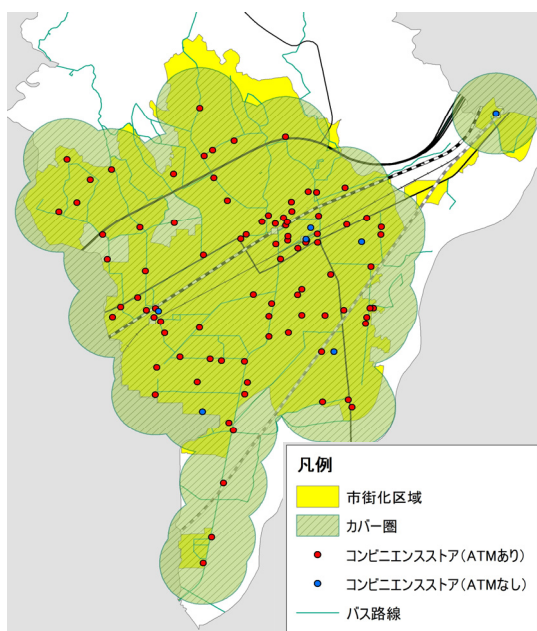 凡例
市街化区域
カバー圏
コンビニエンスストア(ATMあり)
コンビニエンスストア(ATMなし)
バス路線